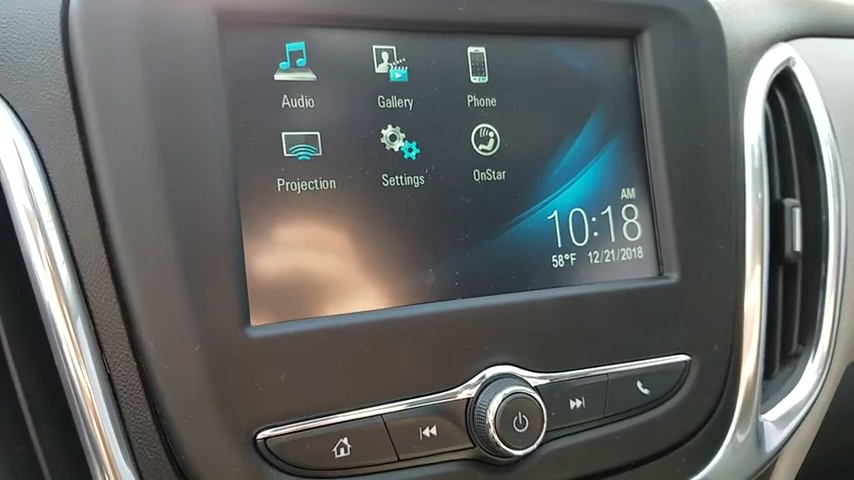 Audio Gallery Phone
Projection Settings OnStar
AM
10:18
58°F 12/21/2018